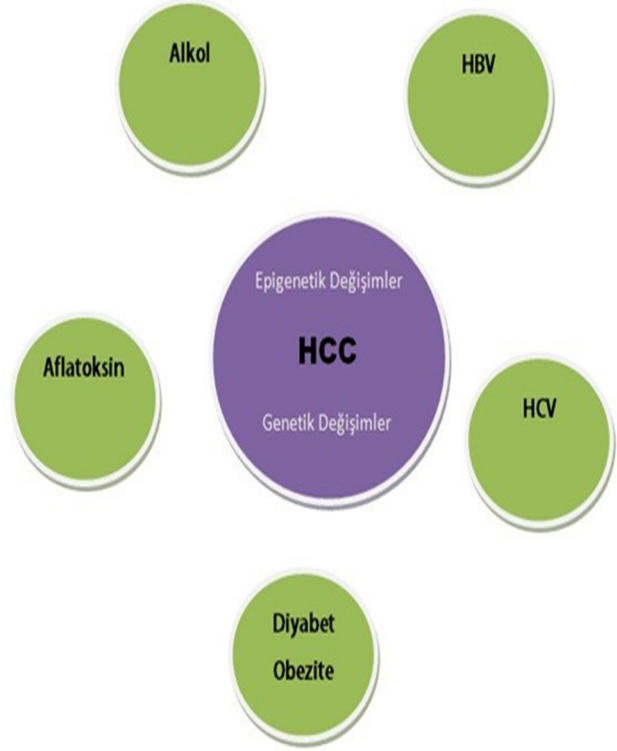 Alkol
HBV
Epigenetik Değişimler
HCC
Genetik Değişimler
Aflatoksin
HCV
Diyabet
Obezite